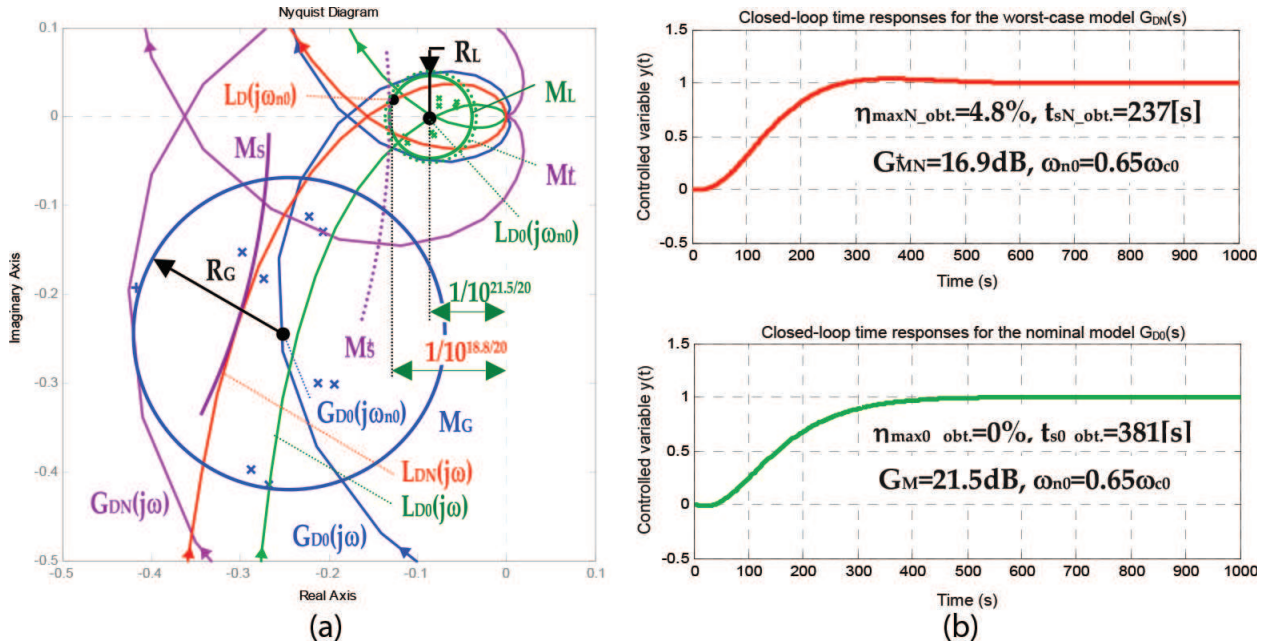 Nyquist Diagram
0.1
0
-0.1
-0.2
-0.3
-0.4
-0.5
-0.5
-0.4
-0.3
-0.2
-0.1
0
0.1
Imaginary Axis
Real Axis
RL
LD(jωn0)
ML
MS
Mṫ
LD0(jωn0)
RG
1/10^21.5/20
MṠ
1/10^18.8/20
GD0(jωn0)
MG
LDN(jω)
LD0(jω)
GDN(jω)
GD0(jω)
(a)
Closed-loop time responses for the worst-case model GDN(s)
1.5
1
0.5
0
-0.5
0
100
200
300
400
500
600
700
800
900
1000
Controlled variable y(t)
ηmaxN_obt.=4.8%, tsN_obt.=237[s]
G*MN=16.9dB, ωn0=0.65ωc0
Time (s)
Closed-loop time responses for the nominal model GD0(s)
1.5
1
0.5
0
-0.5
0
100
200
300
400
500
600
700
800
900
1000
Controlled variable y(t)
ηmax0_obt.=0%, ts0_obt.=381[s]
GM=21.5dB, ωn0=0.65ωc0
Time (s)
(b)